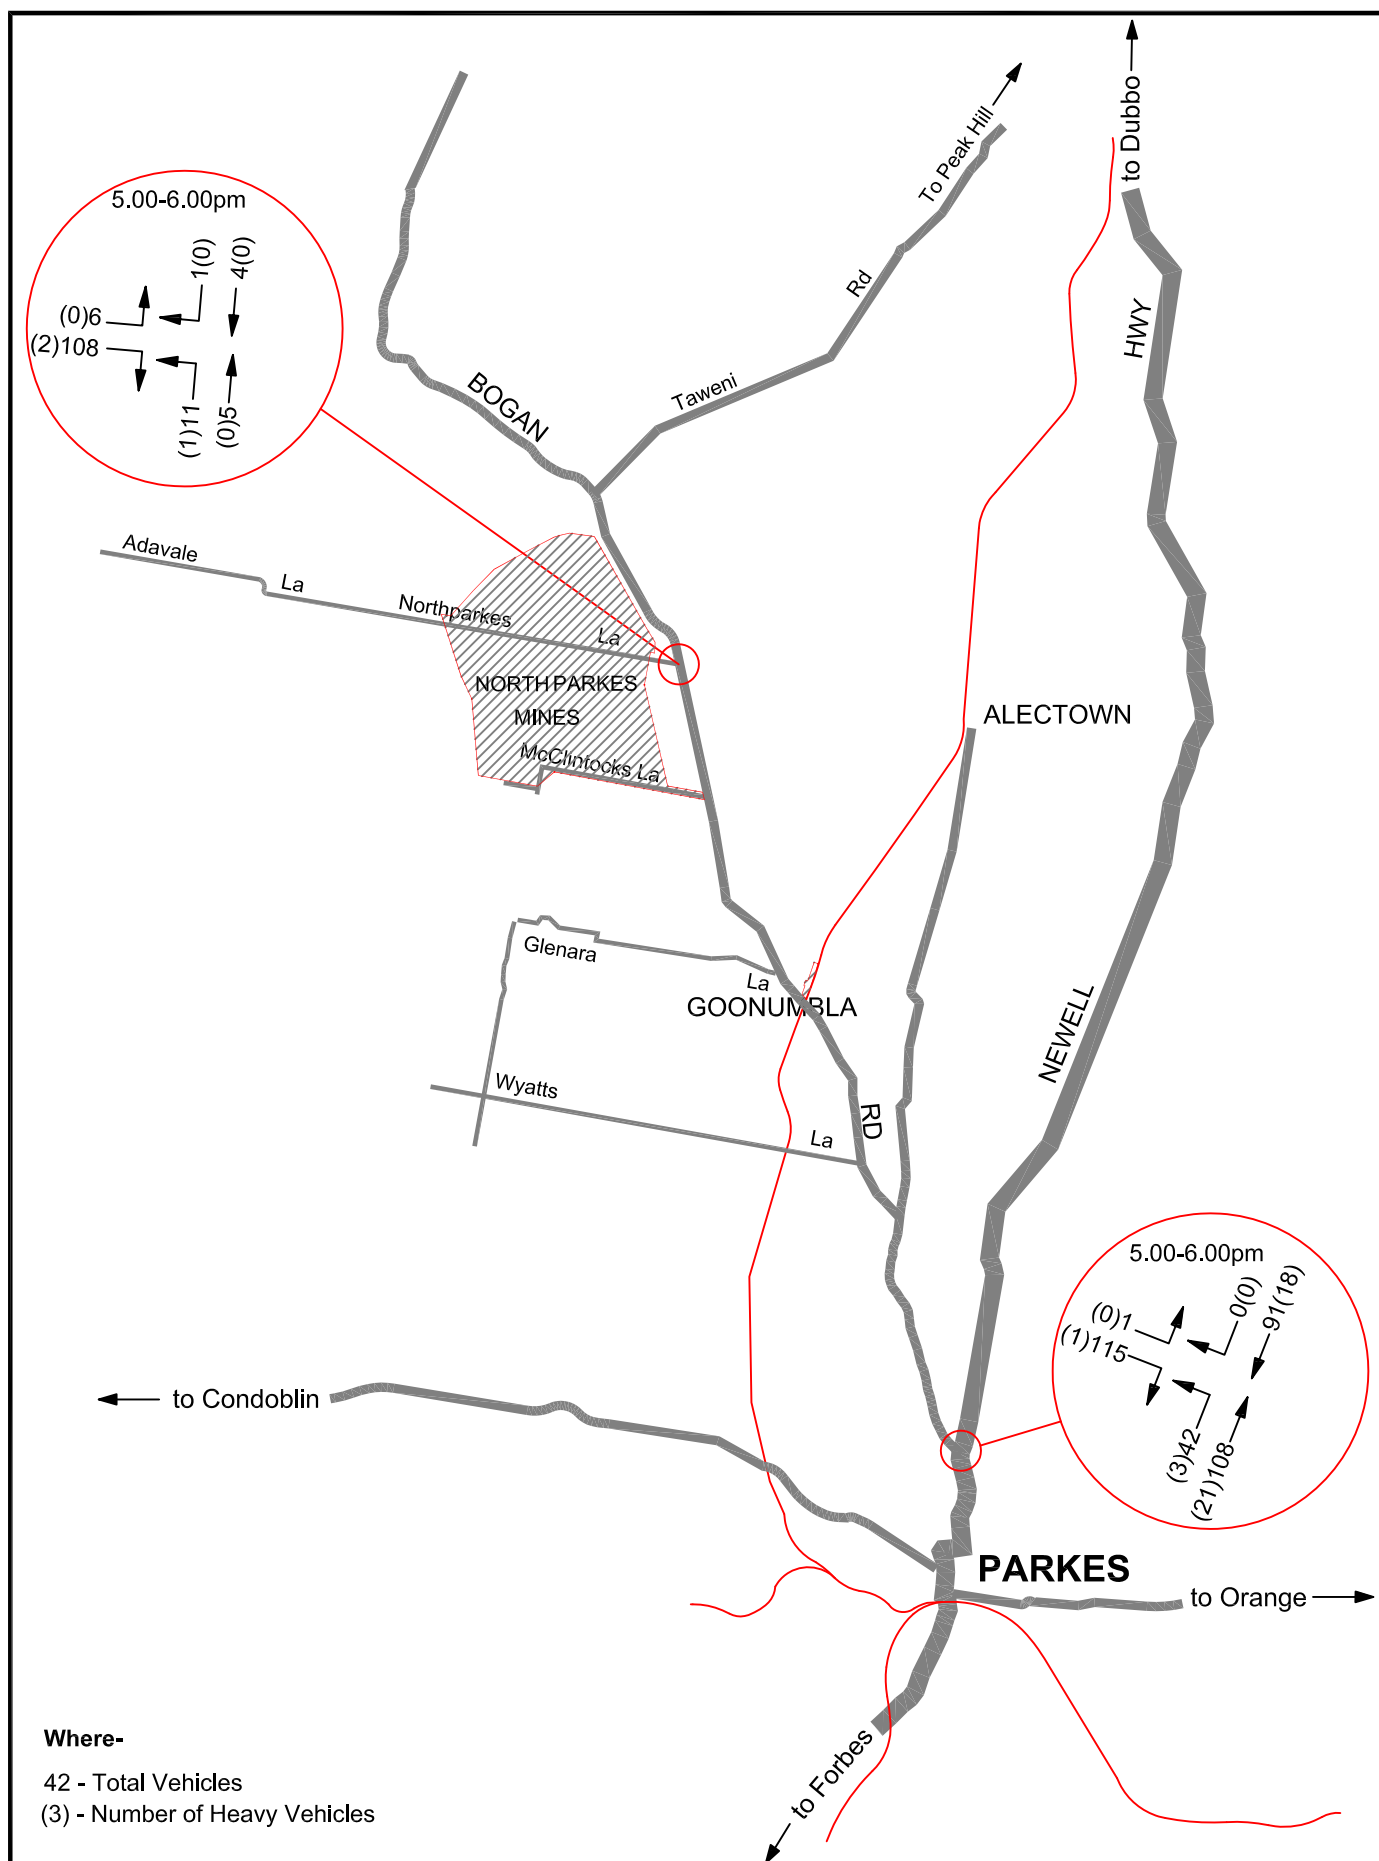 to Dubbo
To Peak Hill
5.00-6.00pm
1(0)
4(0)
(0)6
(2)108
(1)11
(0)5
HWY
Rd
Taweni
BOGAN
Adavale
La
Northparkes
La
NORTH PARKES
MINES
McClintocks La
ALECTOWN
Glenara
La
GOONUMBLA
NEWELL
Wyatts
La
RD
5.00-6.00pm
0(0)
91(18)
(0)1
(1)115
(3)42
(21)108
to Condoblin
PARKES
to Orange
to Forbes
Where-
42 - Total Vehicles
(3) - Number of Heavy Vehicles